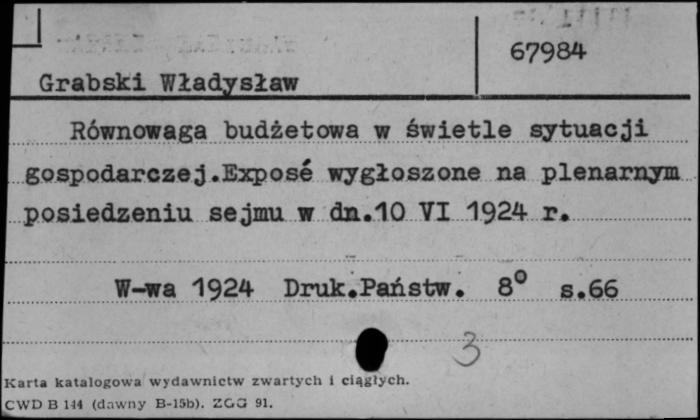 67984
Grabski Władysław
Równowaga budżetowa w świetle sytuacji
gospodarczej.Exposé wygłoszone na plenarnym
posiedzeniu sejmu w dn.10 VI 1924 r.
W-wa 1924 Druk.Państw. 8° s.66
3
Karta katalogowa wydawnictw zwartych i ciągłych.
CWD B 144 (dawny B-15b). ZGG 91.